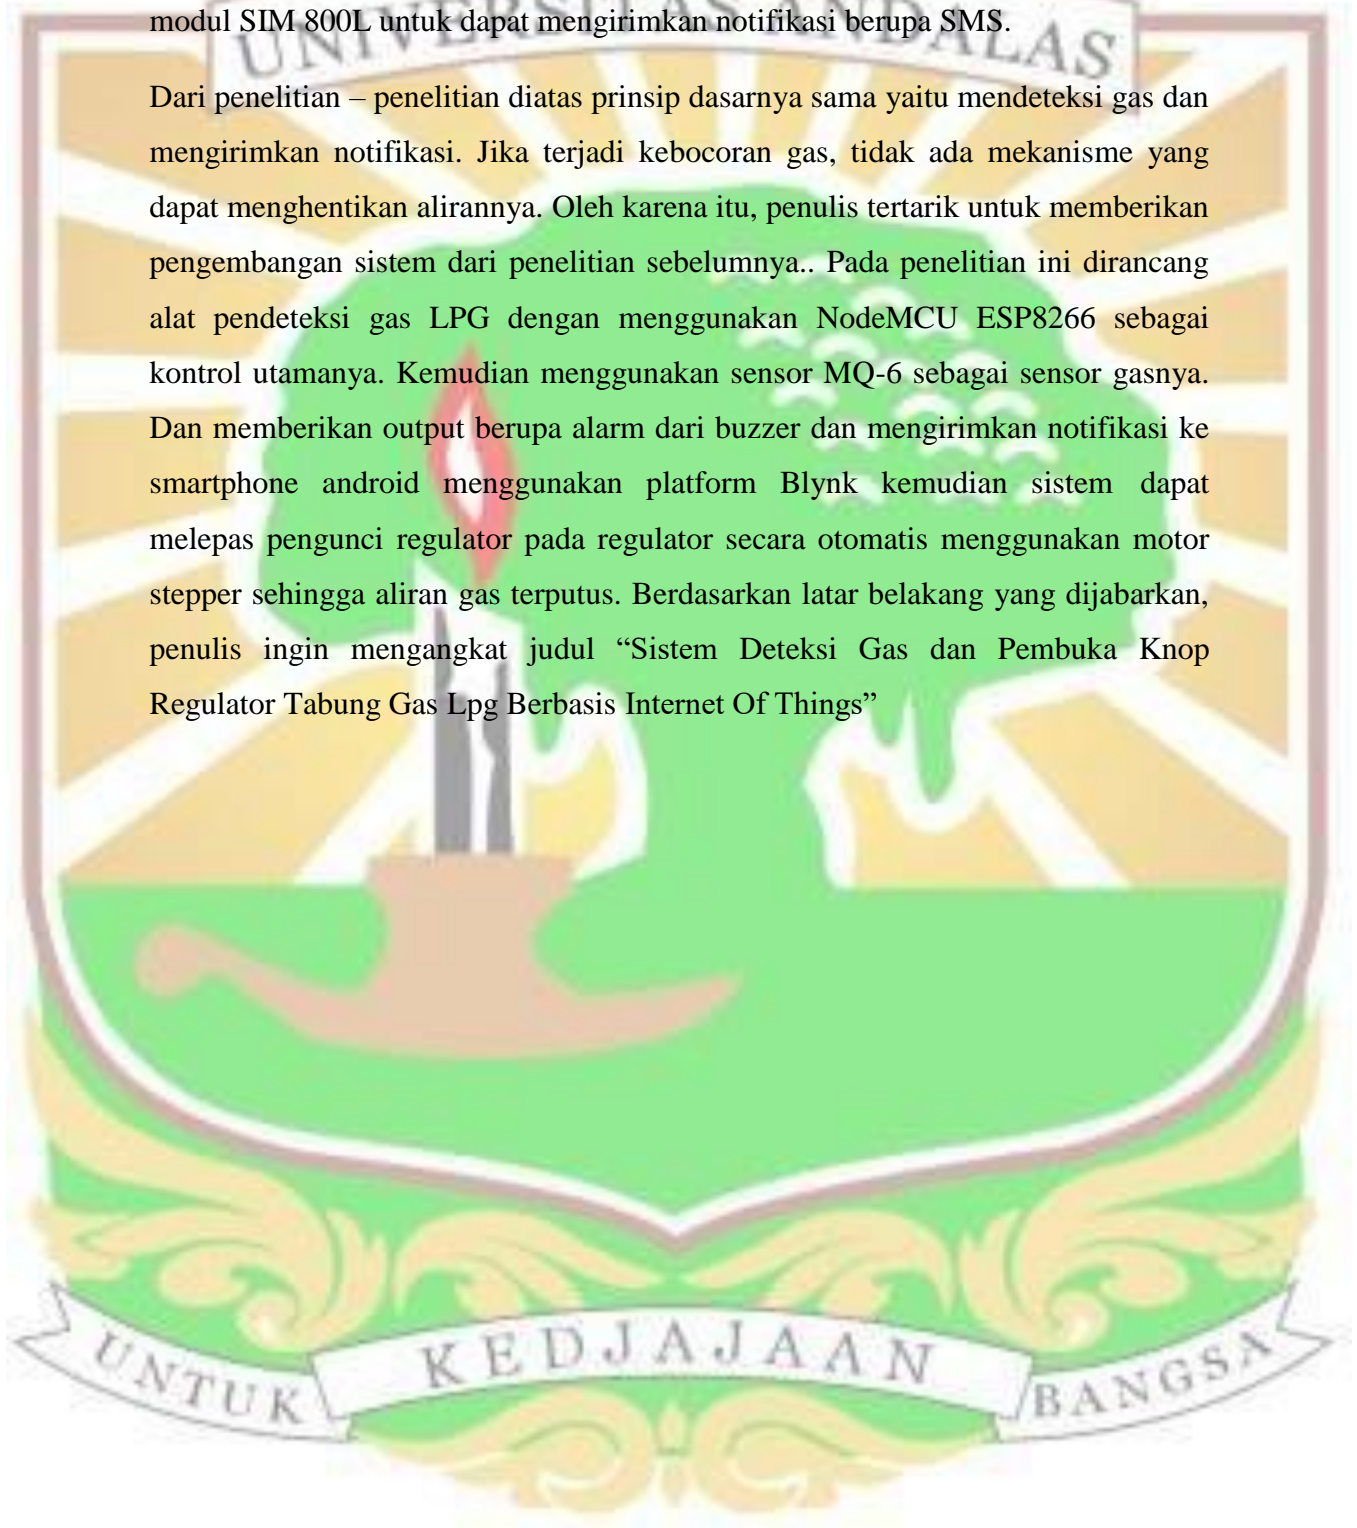 modul SIM 800L untuk dapat mengirimkan notifikasi berupa SMS.
UNIVERSITAS ANDALAS
Dari penelitian – penelitian diatas prinsip dasarnya sama yaitu mendeteksi gas dan
mengirimkan notifikasi. Jika terjadi kebocoran gas, tidak ada mekanisme yang
dapat menghentikan alirannya. Oleh karena itu, penulis tertarik untuk memberikan
pengembangan sistem dari penelitian sebelumnya.. Pada penelitian ini dirancang
alat pendeteksi gas LPG dengan menggunakan NodeMCU ESP8266 sebagai
kontrol utamanya. Kemudian menggunakan sensor MQ-6 sebagai sensor gasnya.
Dan memberikan output berupa alarm dari buzzer dan mengirimkan notifikasi ke
smartphone android menggunakan platform Blynk kemudian sistem dapat
melepas pengunci regulator pada regulator secara otomatis menggunakan motor
stepper sehingga aliran gas terputus. Berdasarkan latar belakang yang dijabarkan,
penulis ingin mengangkat judul “Sistem Deteksi Gas dan Pembuka Knop
Regulator Tabung Gas Lpg Berbasis Internet Of Things”
UNTUK KEDJAJAAN BANGSA